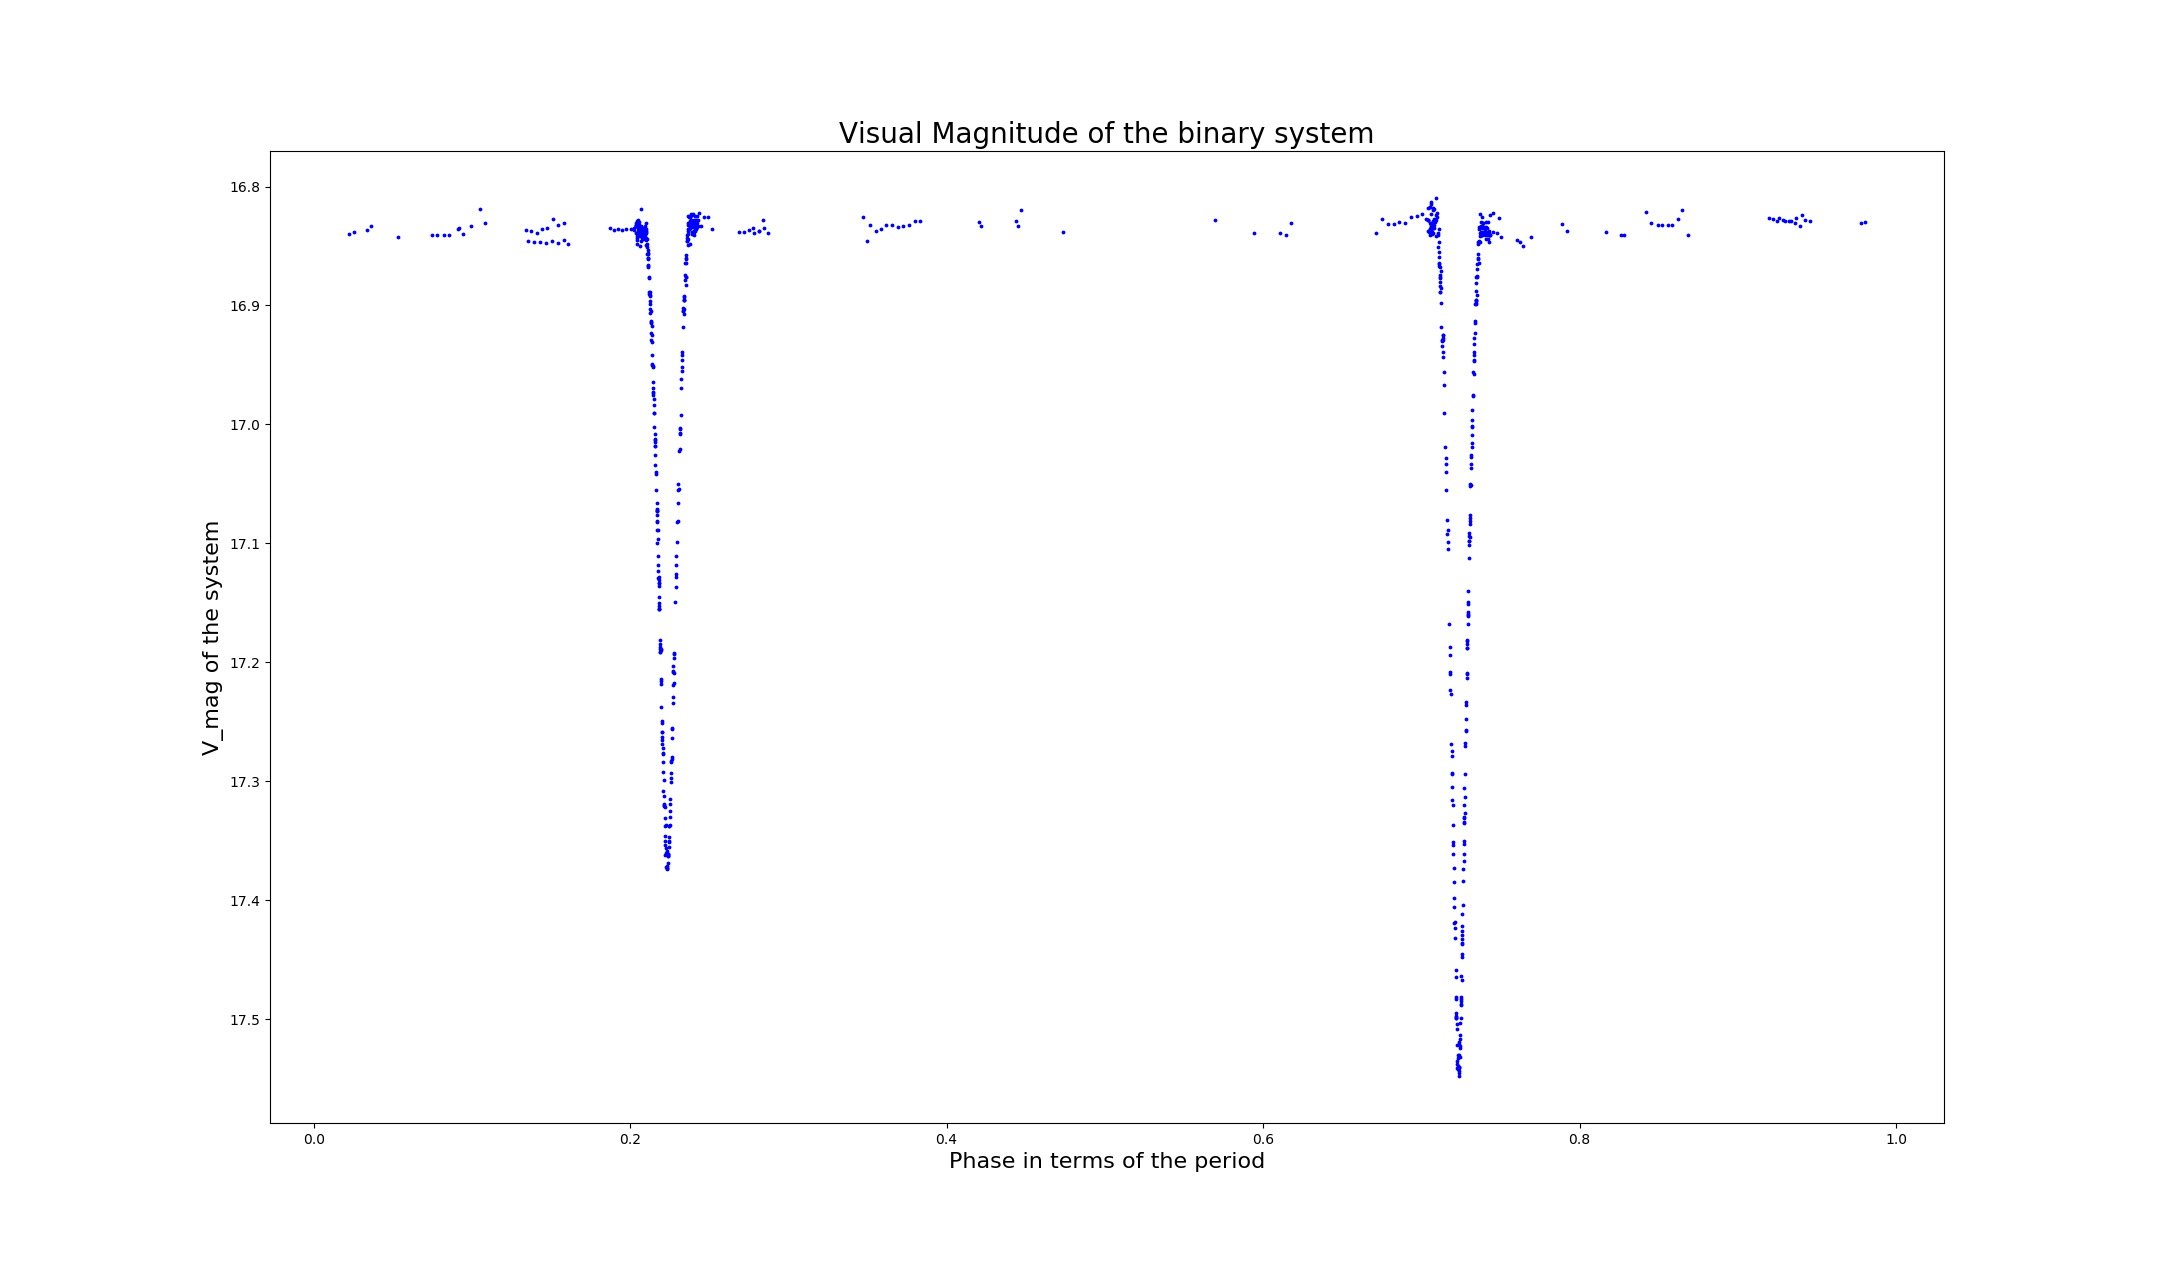 Visual Magnitude of the binary system
16.8
16.9
17.0
17.1
17.2
17.3
17.4
17.5
V_mag of the system
0.0 0.2 0.4 0.6 0.8 1.0
Phase in terms of the period